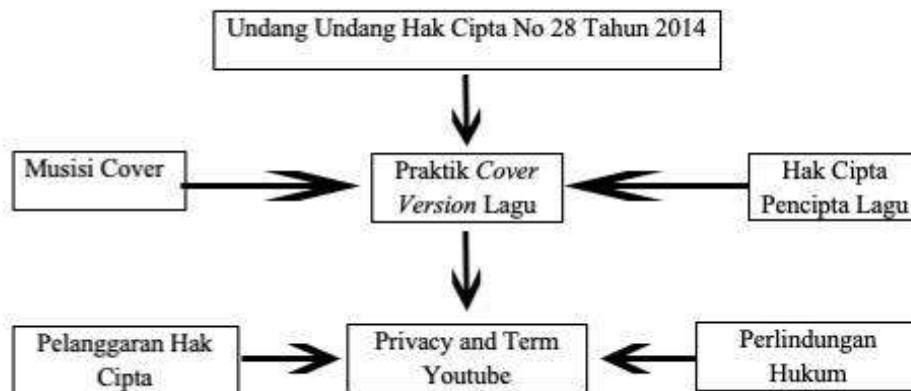 Undang Undang Hak Cipta No 28 Tahun 2014
Musisi Cover
Praktik Cover
Version Lagu
Hak Cipta
Pencipta Lagu
Pelanggaran Hak
Cipta
Privacy and Term
Youtube
Perlindungan
Hukum